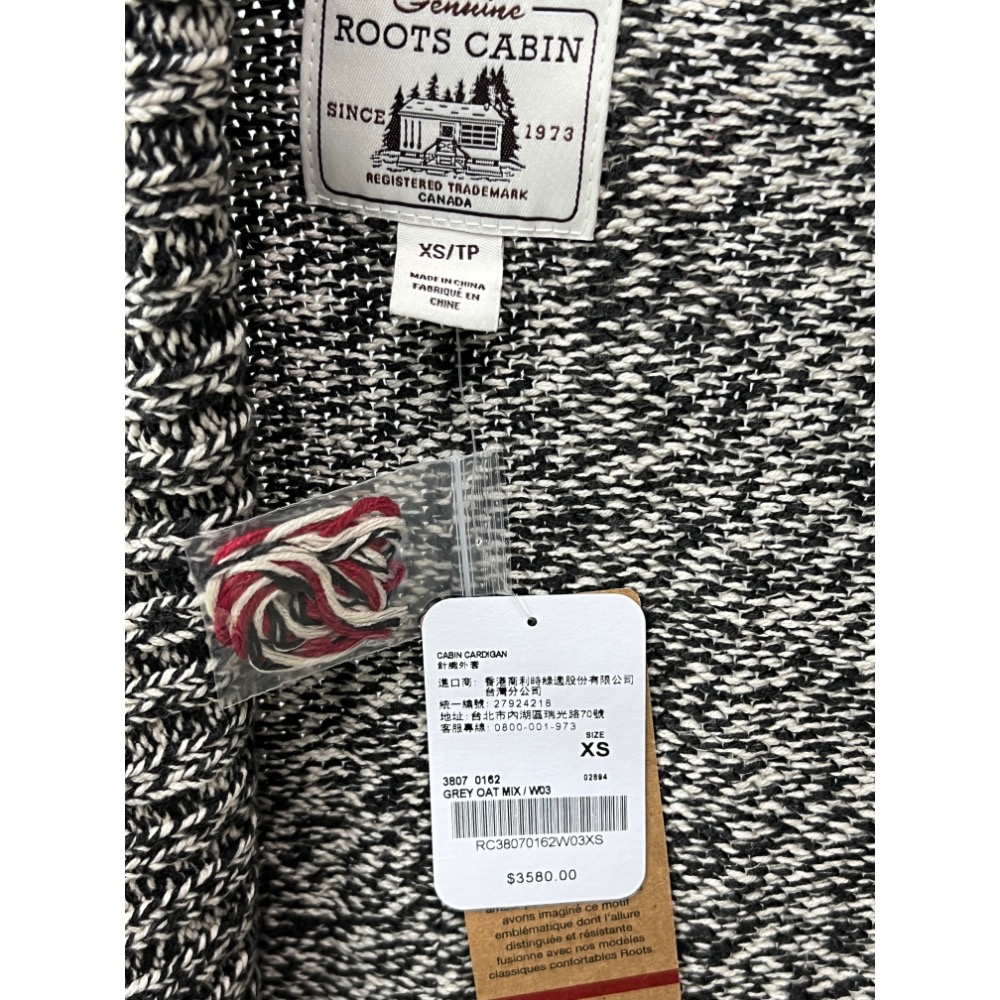 Genuine
ROOTS CABIN
SINCE 1973
REGISTERED TRADEMARK
CANADA
XS/TP
MADE IN CHINA
FABRIQUÉ EN
CHINE
CABIN CARDIGAN
針織外套
進口商: 香港商利時綠適股份有限公司
台灣分公司
統一編號: 27924218
地址: 台北市內湖區瑞光路70號
客服專線: 0800-001-973
SIZE
XS
3807 0162 02894
GREY OAT MIX / W03
RC38070162W03XS
$3580.00
avons imaginé ce motif
emblématique dont l'allure
distinguée et résistante
fusionne avec nos modèles
classiques confortables Roots.